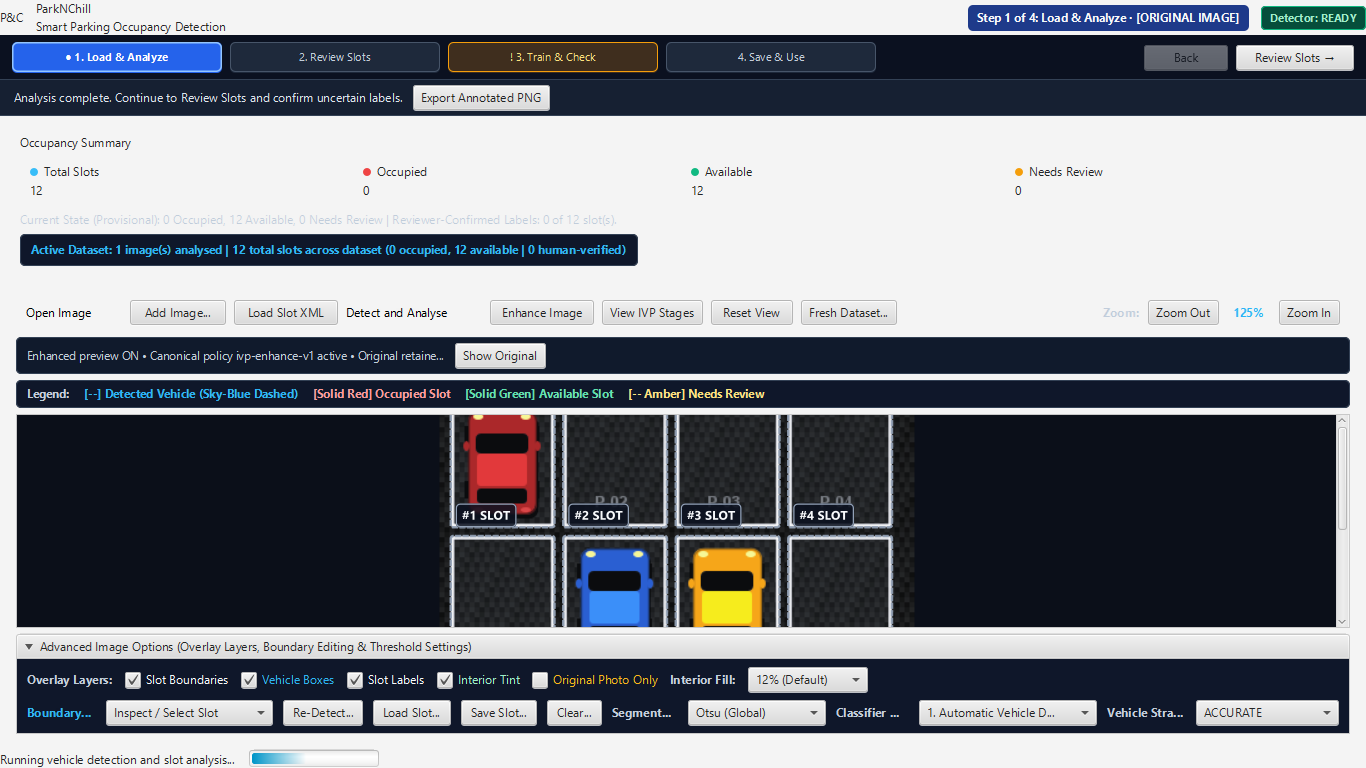 P&C
ParkNChill
Smart Parking Occupancy Detection
Step 1 of 4: Load & Analyze · [ORIGINAL IMAGE]
Detector: READY
● 1. Load & Analyze
2. Review Slots
! 3. Train & Check
4. Save & Use
Back
Review Slots →
Analysis complete. Continue to Review Slots and confirm uncertain labels.
Export Annotated PNG
Occupancy Summary
Total Slots
Occupied
Available
Needs Review
12
0
12
0
Current State (Provisional): 0 Occupied, 12 Available, 0 Needs Review | Reviewer-Confirmed Labels: 0 of 12 slot(s).
Active Dataset: 1 image(s) analysed | 12 total slots across dataset (0 occupied, 12 available | 0 human-verified)
Open Image
Add Image...
Load Slot XML
Detect and Analyse
Enhance Image
View IVP Stages
Reset View
Fresh Dataset...
Zoom:
Zoom Out
125%
Zoom In
Enhanced preview ON • Canonical policy ivp-enhance-v1 active • Original retaine...
Show Original
Legend: [--] Detected Vehicle (Sky-Blue Dashed) [Solid Red] Occupied Slot [Solid Green] Available Slot [-- Amber] Needs Review
P 02
P 03
P 04
#1 SLOT
#2 SLOT
#3 SLOT
#4 SLOT
Advanced Image Options (Overlay Layers, Boundary Editing & Threshold Settings)
Overlay Layers: Slot Boundaries Vehicle Boxes Slot Labels Interior Tint Original Photo Only Interior Fill: 12% (Default)
Boundary... Inspect / Select Slot Re-Detect... Load Slot... Save Slot... Clear... Segment... Otsu (Global) Classifier ... 1. Automatic Vehicle D... Vehicle Stra... ACCURATE
Running vehicle detection and slot analysis...